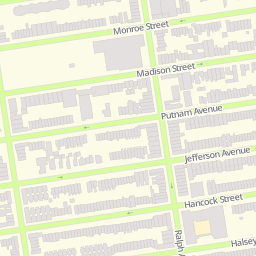 Monroe Street
Madison Street
Putnam Avenue
Jefferson Avenue
Hancock Street
Ralph A
Halsey